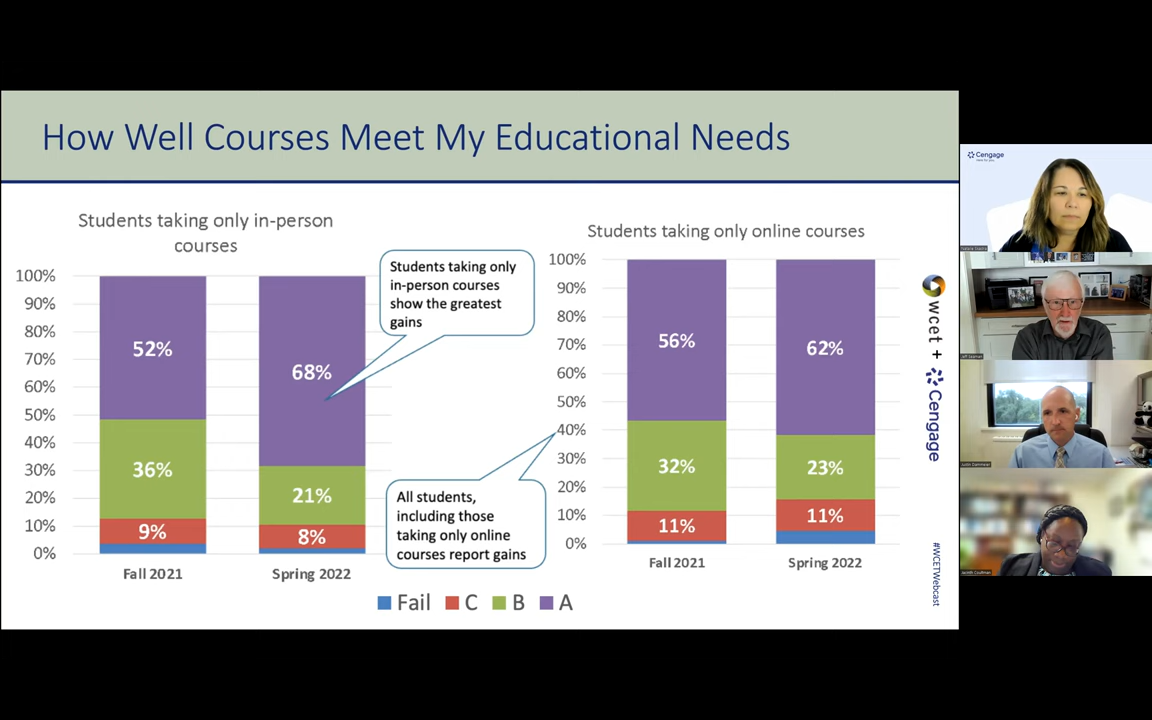 How Well Courses Meet My Educational Needs
Students taking only in-person
courses
100%
90%
80%
70%
60%
50%
40%
30%
20%
10%
0%
52%
36%
9%
68%
21%
8%
Fall 2021
Spring 2022
Students taking only
in-person courses
show the greatest
gains
All students,
including those
taking only online
courses report gains
Students taking only online courses
100%
90%
80%
70%
60%
50%
40%
30%
20%
10%
0%
56%
32%
11%
62%
23%
11%
Fall 2021
Spring 2022
Fail C B A
wcet + Cengage
#WCETWebcast
Cengage